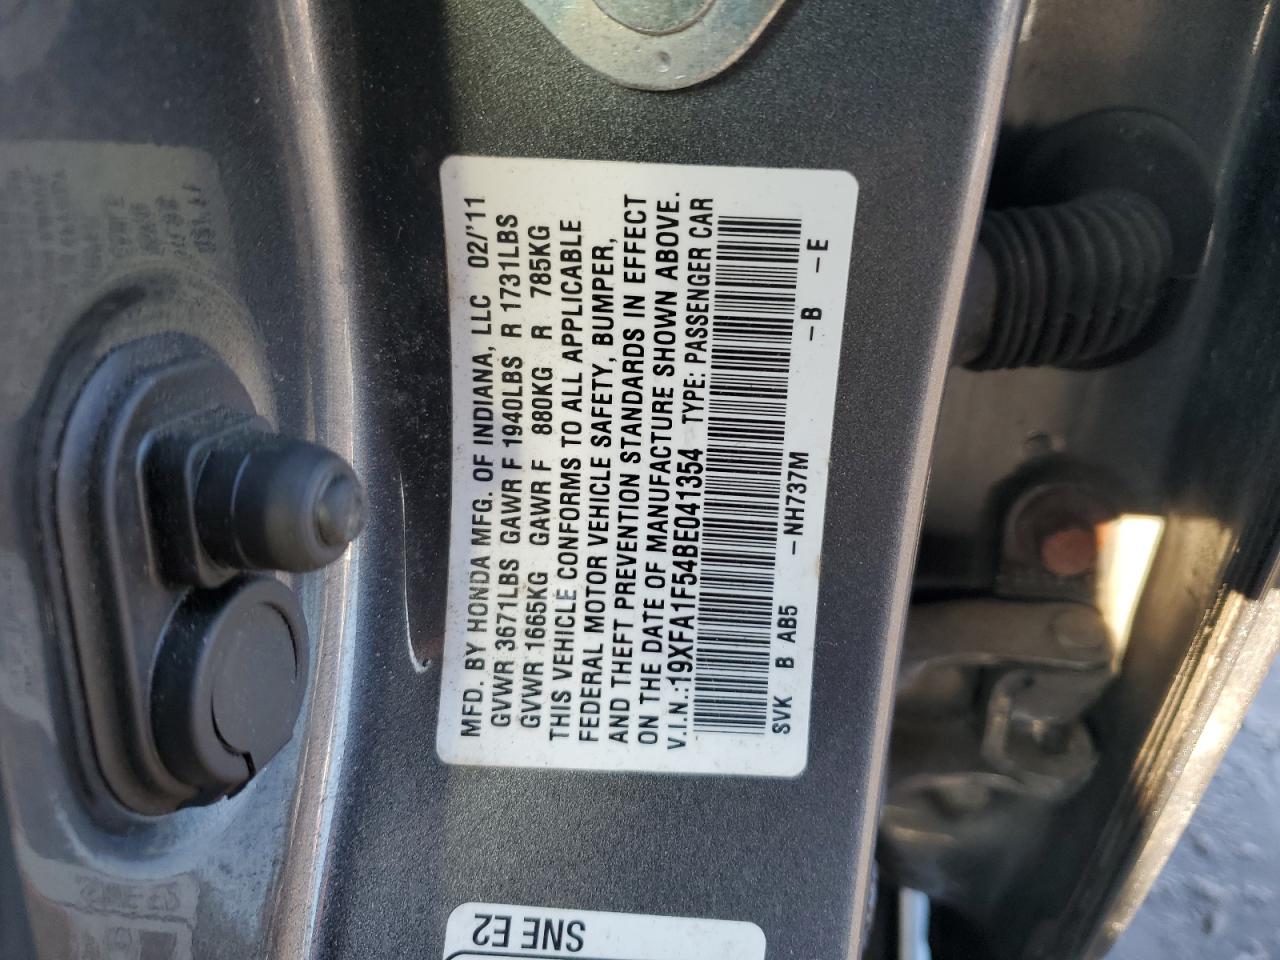 MFD. BY HONDA MFG. OF INDIANA, LLC 02/'11
GVWR 3671LBS GAWR F 1940LBS R 1731LBS
GVWR 1665KG GAWR F 880KG R 785KG
THIS VEHICLE CONFORMS TO ALL APPLICABLE
FEDERAL MOTOR VEHICLE SAFETY, BUMPER,
AND THEFT PREVENTION STANDARDS IN EFFECT
ON THE DATE OF MANUFACTURE SHOWN ABOVE.
V.I.N.:19XFA1F54BE041354 TYPE: PASSENGER CAR
SVK B AB5 -NH737M -B -E
SNE E2